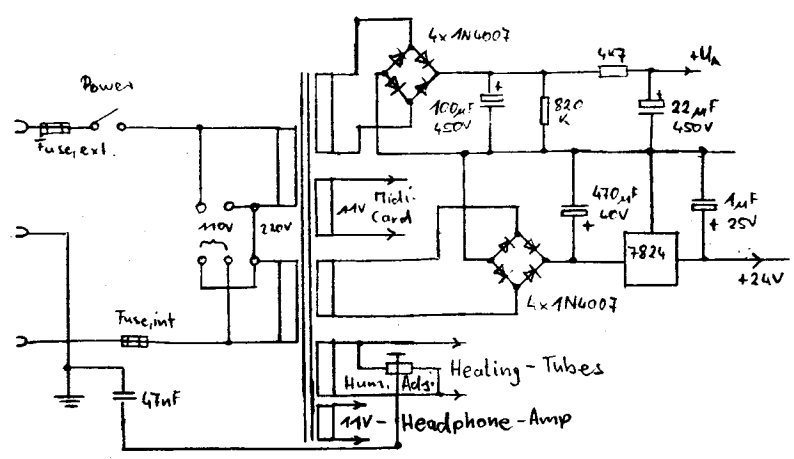 4x1N4007
4K7
+UA
Power
+
100µF
450V
820
K
+
22µF
450V
Fuse,ext.
11V
Midi-
Card
110V
220V
470µF
40V
+
1µF
25V
+
7824
+24V
4x1N4007
Fuse,int
Heating-Tubes
Hum. Adj.
47nF
11V-Headphone-Amp